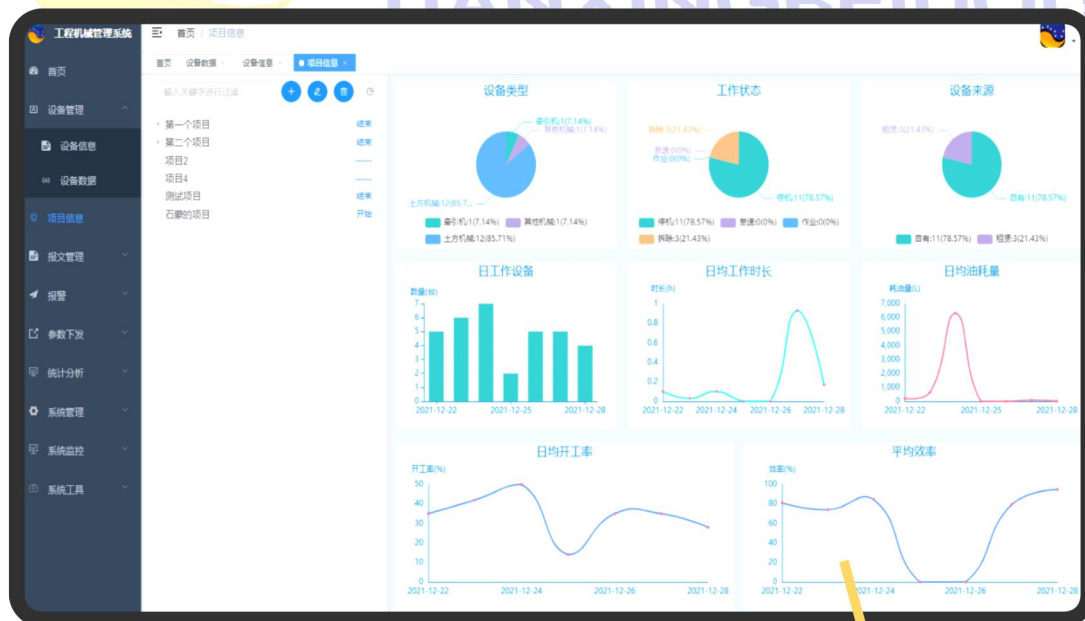 TIANXINGBEIDOU
工程机械管理系统
首页 / 项目信息
首页
设备管理
设备信息
设备数据
项目信息
报文管理
报警
参数下发
统计分析
系统管理
系统监控
系统工具
首页 设备数据 设备信息 项目信息
输入关键字进行过滤
第一个项目 结束
第二个项目 结束
项目2
项目4
测试项目 结束
石蒙的项目 开始
设备类型
牵引机:1(7.14%)
其他机械:1(7.14%)
土方机械:12(85.7...
牵引机:1(7.14%) 其他机械:1(7.14%)
土方机械:12(85.71%)
工作状态
拆除:3(21.43%)
怠速:0(0%)
作业:0(0%)
停机:11(78.57%)
停机:11(78.57%) 怠速:0(0%) 作业:0(0%)
拆除:3(21.43%)
设备来源
租赁:3(21.43%)
自有:11(78.57%)
自有:11(78.57%) 租赁:3(21.43%)
日工作设备
数量(台)
7
6
5
4
3
2
1
0
2021-12-22 2021-12-25 2021-12-28
日均工作时长
时长(h)
1
0.8
0.6
0.4
0.2
0
2021-12-22 2021-12-24 2021-12-26 2021-12-28
日均油耗量
耗油量(L)
7,000
6,000
5,000
4,000
3,000
2,000
1,000
0
2021-12-22 2021-12-25 2021-12-28
日均开工率
开工率(%)
50
40
30
20
10
0
2021-12-22 2021-12-24 2021-12-26 2021-12-28
平均效率
效率(%)
100
80
60
40
20
0
2021-12-22 2021-12-24 2021-12-26 2021-12-28